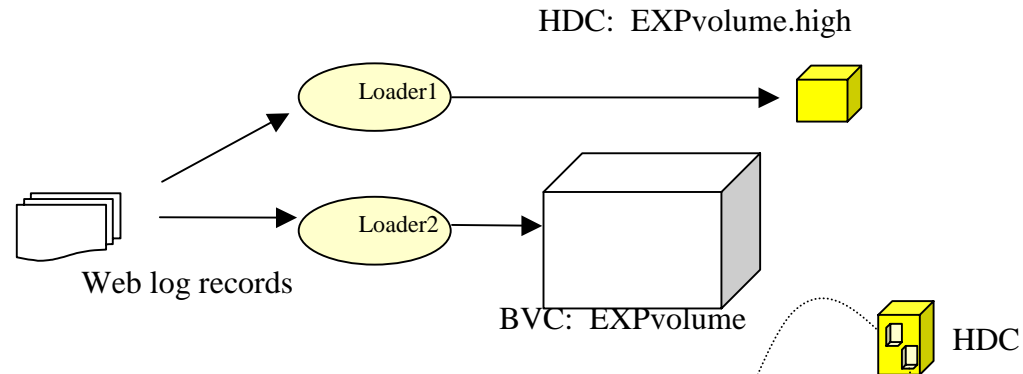 HDC: EXPvolume.high
Loader1
Loader2
Web log records
BVC: EXPvolume
HDC